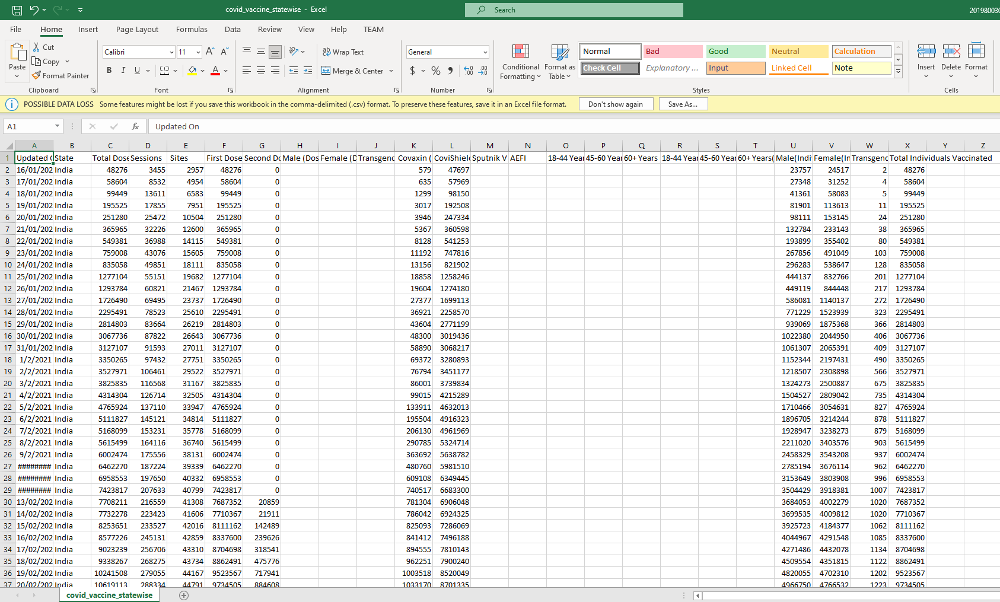 covid_vaccine_statewise - Excel
Search
20198003
File Home Insert Page Layout Formulas Data Review View Help TEAM
Paste
Cut
Copy
Format Painter
Clipboard
Calibri 11
B I U
Font
Wrap Text
Merge & Center
Alignment
General
$ % 9
Number
Conditional Formatting
Format as Table
Normal Bad Good Neutral Calculation
Check Cell Explanatory ... Input Linked Cell Note
Styles
Insert Delete Format
Cells
POSSIBLE DATA LOSS Some features might be lost if you save this workbook in the comma-delimited (.csv) format. To preserve these features, save it in an Excel file format. Don't show again Save As...
A1 fx Updated On
A B C D E F G H I J K L M N O P Q R S T U V W X Y Z
1 Updated State Total Dose Sessions Sites First Dose Second Do Male (Dos Female (D Transgend Covaxin ( CoviShield Sputnik V AEFI 18-44 Year 45-60 Year 60+ Years 18-44 Year 45-60 Year 60+ Years( Male(Indi Female(In Transgend Total Individuals Vaccinated
2 16/01/202 India 48276 3455 2957 48276 0 579 47697 23757 24517 2 48276
3 17/01/202 India 58604 8532 4954 58604 0 635 57969 27348 31252 4 58604
4 18/01/202 India 99449 13611 6583 99449 0 1299 98150 41361 58083 5 99449
5 19/01/202 India 195525 17855 7951 195525 0 3017 192508 81901 113613 11 195525
6 20/01/202 India 251280 25472 10504 251280 0 3946 247334 98111 153145 24 251280
7 21/01/202 India 365965 32226 12600 365965 0 5367 360598 132784 233143 38 365965
8 22/01/202 India 549381 36988 14115 549381 0 8128 541253 193899 355402 80 549381
9 23/01/202 India 759008 43076 15605 759008 0 11192 747816 267856 491049 103 759008
10 24/01/202 India 835058 49851 18111 835058 0 13156 821902 296283 538647 128 835058
11 25/01/202 India 1277104 55151 19682 1277104 0 18858 1258246 444137 832766 201 1277104
12 26/01/202 India 1293784 60821 21467 1293784 0 19604 1274180 449119 844448 217 1293784
13 27/01/202 India 1726490 69495 23737 1726490 0 27377 1699113 586081 1140137 272 1726490
14 28/01/202 India 2295491 78523 25610 2295491 0 36921 2258570 771229 1523939 323 2295491
15 29/01/202 India 2814803 83664 26219 2814803 0 43604 2771199 939069 1875368 366 2814803
16 30/01/202 India 3067736 87822 26643 3067736 0 48300 3019436 1022380 2044950 406 3067736
17 31/01/202 India 3127107 91593 27011 3127107 0 58890 3068217 1061307 2065391 409 3127107
18 1/2/2021 India 3350265 97432 27751 3350265 0 69372 3280893 1152344 2197431 490 3350265
19 2/2/2021 India 3527971 106461 29522 3527971 0 76794 3451177 1218507 2308898 566 3527971
20 3/2/2021 India 3825835 116568 31167 3825835 0 86001 3739834 1324273 2500887 675 3825835
21 4/2/2021 India 4314304 126714 32505 4314304 0 99015 4215289 1504527 2809042 735 4314304
22 5/2/2021 India 4765924 137110 33947 4765924 0 133911 4632013 1710466 3054631 827 4765924
23 6/2/2021 India 5111827 145121 34814 5111827 0 195504 4916323 1896705 3214244 878 5111827
24 7/2/2021 India 5168099 153231 35778 5168099 0 206130 4961969 1928947 3238273 879 5168099
25 8/2/2021 India 5615499 164116 36740 5615499 0 290785 5324714 2211020 3403576 903 5615499
26 9/2/2021 India 6002474 175556 38131 6002474 0 363692 5638782 2458329 3543208 937 6002474
27 ######## India 6462270 187224 39339 6462270 0 480760 5981510 2785194 3676114 962 6462270
28 ######## India 6958553 197650 40332 6958553 0 609108 6349445 3153649 3803908 996 6958553
29 ######## India 7423817 207633 40799 7423817 0 740517 6683300 3504429 3918381 1007 7423817
30 13/02/202 India 7708211 216559 41308 7687352 20859 781304 6906048 3684053 4002279 1020 7687352
31 14/02/202 India 7732278 223423 41606 7710367 21911 786042 6924325 3699535 4009812 1020 7710367
32 15/02/202 India 8253651 233527 42016 8111162 142489 825093 7286069 3925723 4184377 1062 8111162
33 16/02/202 India 8577226 245131 42859 8337600 239626 841412 7496188 4044967 4291548 1085 8337600
34 17/02/202 India 9023239 256706 43310 8704698 318541 894555 7810143 4271486 4432078 1134 8704698
35 18/02/202 India 9338267 268275 43734 8862491 475776 962251 7900240 4509554 4351815 1122 8862491
36 19/02/202 India 10241508 279055 44167 9523567 717941 1003518 8520049 4820055 4702310 1202 9523567
37 20/02/202 India 10619113 288334 44791 9734505 884608 1033170 8701335 4966750 4766532 1223 9734505
covid_vaccine_statewise